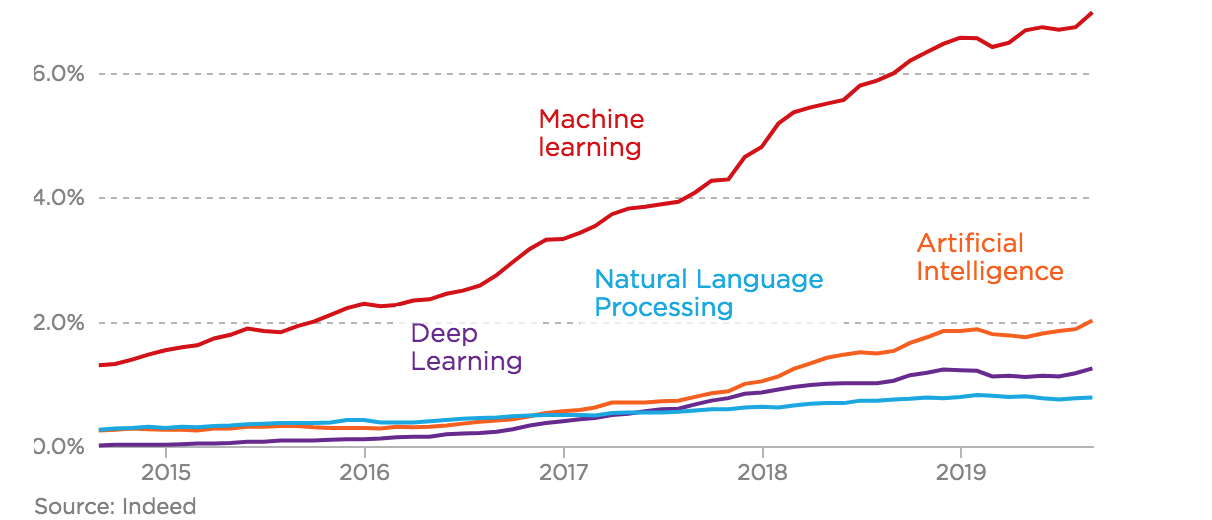 6.0%
Machine
learning
4.0%
Artificial
Intelligence
Natural Language
Processing
2.0%
Deep
Learning
0.0%
2015 2016 2017 2018 2019
Source: Indeed